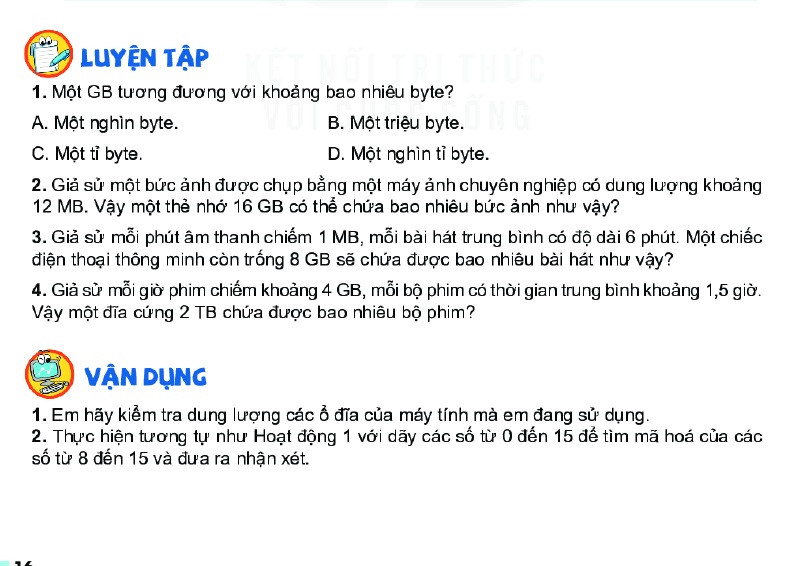 KẾT NỐI TRI THỨC
VỚI CUỘC SỐNG
LUYỆN TẬP
1. Một GB tương đương với khoảng bao nhiêu byte?
A. Một nghìn byte. B. Một triệu byte.
C. Một tỉ byte. D. Một nghìn tỉ byte.
2. Giả sử một bức ảnh được chụp bằng một máy ảnh chuyên nghiệp có dung lượng khoảng
12 MB. Vậy một thẻ nhớ 16 GB có thể chứa bao nhiêu bức ảnh như vậy?
3. Giả sử mỗi phút âm thanh chiếm 1 MB, mỗi bài hát trung bình có độ dài 6 phút. Một chiếc
điện thoại thông minh còn trống 8 GB sẽ chứa được bao nhiêu bài hát như vậy?
4. Giả sử mỗi giờ phim chiếm khoảng 4 GB, mỗi bộ phim có thời gian trung bình khoảng 1,5 giờ.
Vậy một đĩa cứng 2 TB chứa được bao nhiêu bộ phim?
VẬN DỤNG
1. Em hãy kiểm tra dung lượng các ổ đĩa của máy tính mà em đang sử dụng.
2. Thực hiện tương tự như Hoạt động 1 với dãy các số từ 0 đến 15 để tìm mã hoá của các
số từ 8 đến 15 và đưa ra nhận xét.